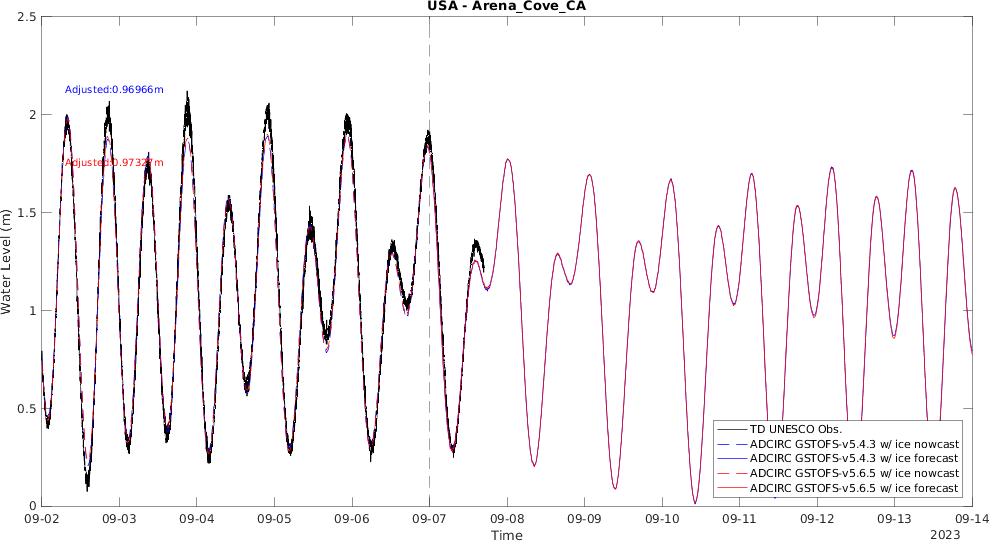 USA - Arena_Cove_CA
2.5
Adjusted:0.96966m
2
Adjusted:0.97327m
1.5
Water Level (m)
1
0.5
TD UNESCO Obs.
ADCIRC GSTOFS-v5.4.3 w/ ice nowcast
ADCIRC GSTOFS-v5.4.3 w/ ice forecast
ADCIRC GSTOFS-v5.6.5 w/ ice nowcast
ADCIRC GSTOFS-v5.6.5 w/ ice forecast
0
09-02 09-03 09-04 09-05 09-06 09-07 09-08 09-09 09-10 09-11 09-12 09-13 09-14
Time
2023